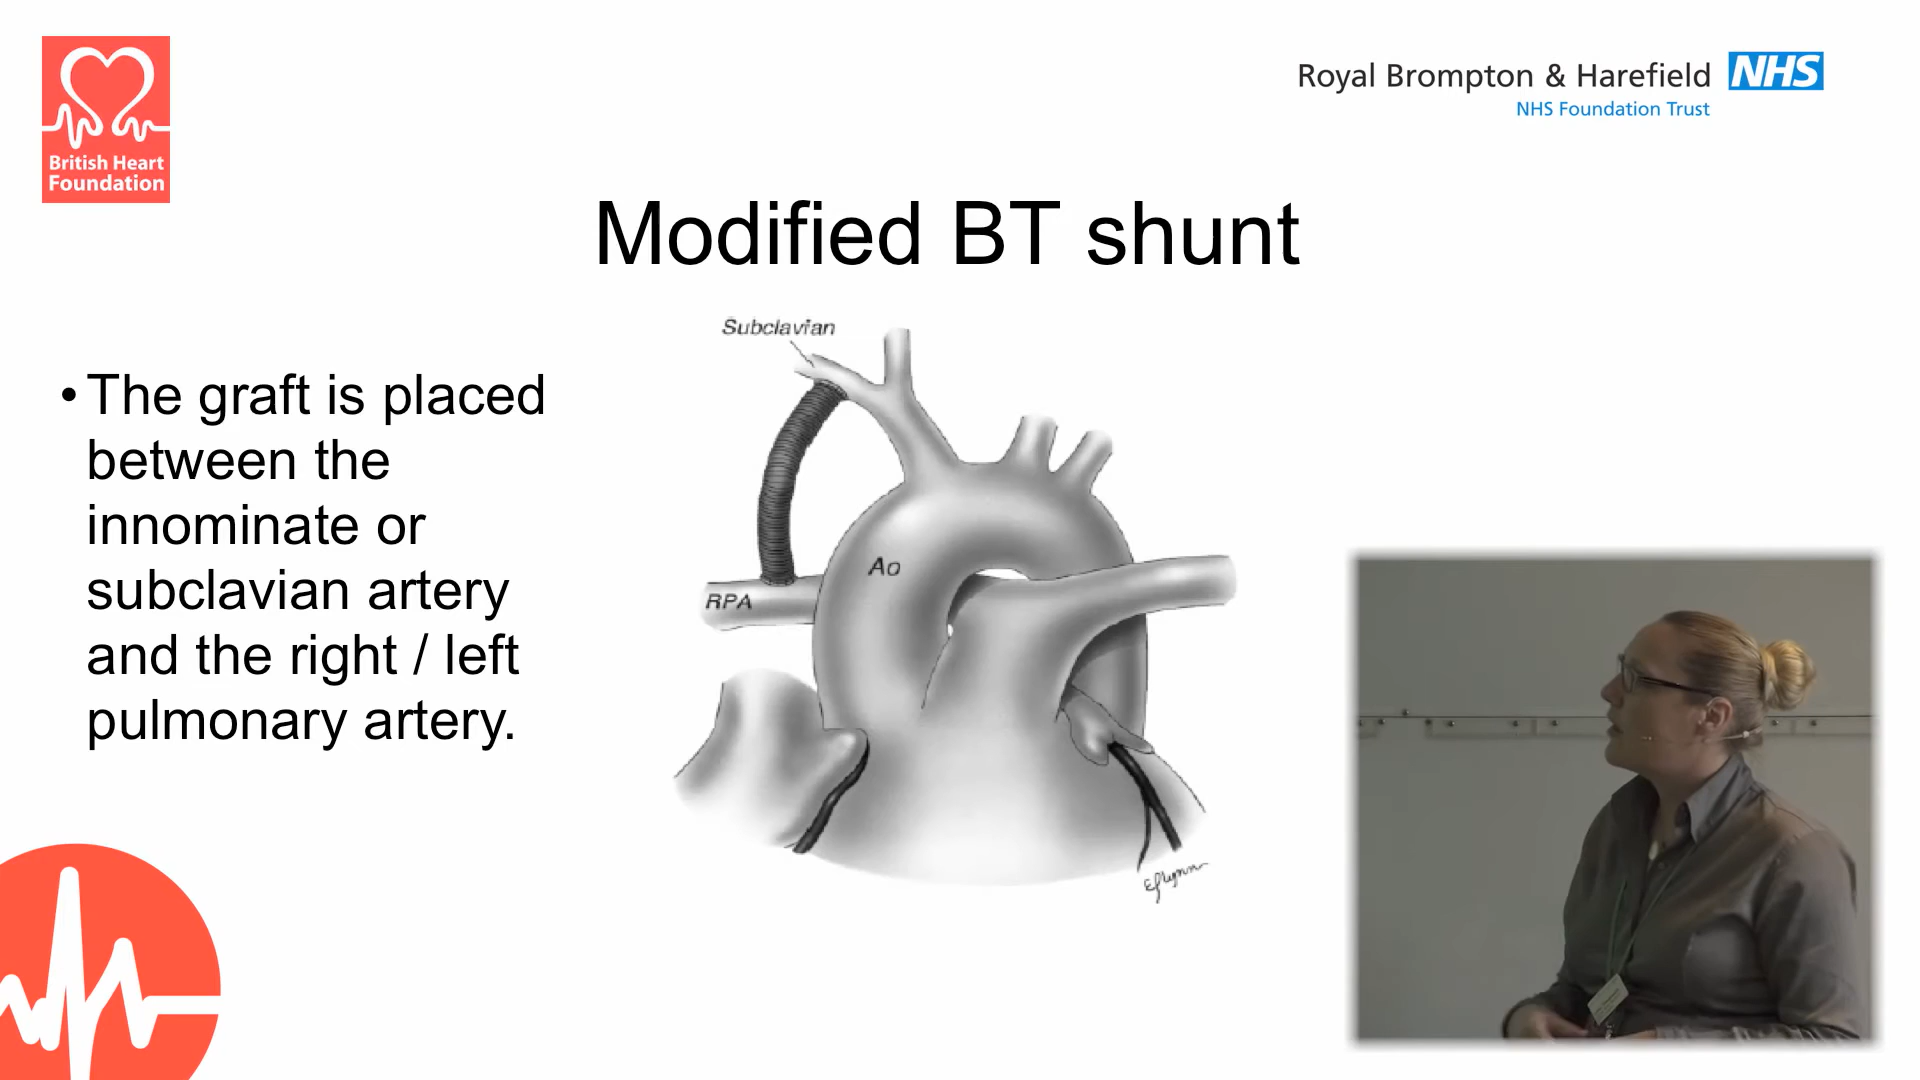 British Heart
Foundation
Royal Brompton & Harefield NHS
NHS Foundation Trust
Modified BT shunt
• The graft is placed
between the
innominate or
subclavian artery
and the right / left
pulmonary artery.
Subclavian
Ao
RPA